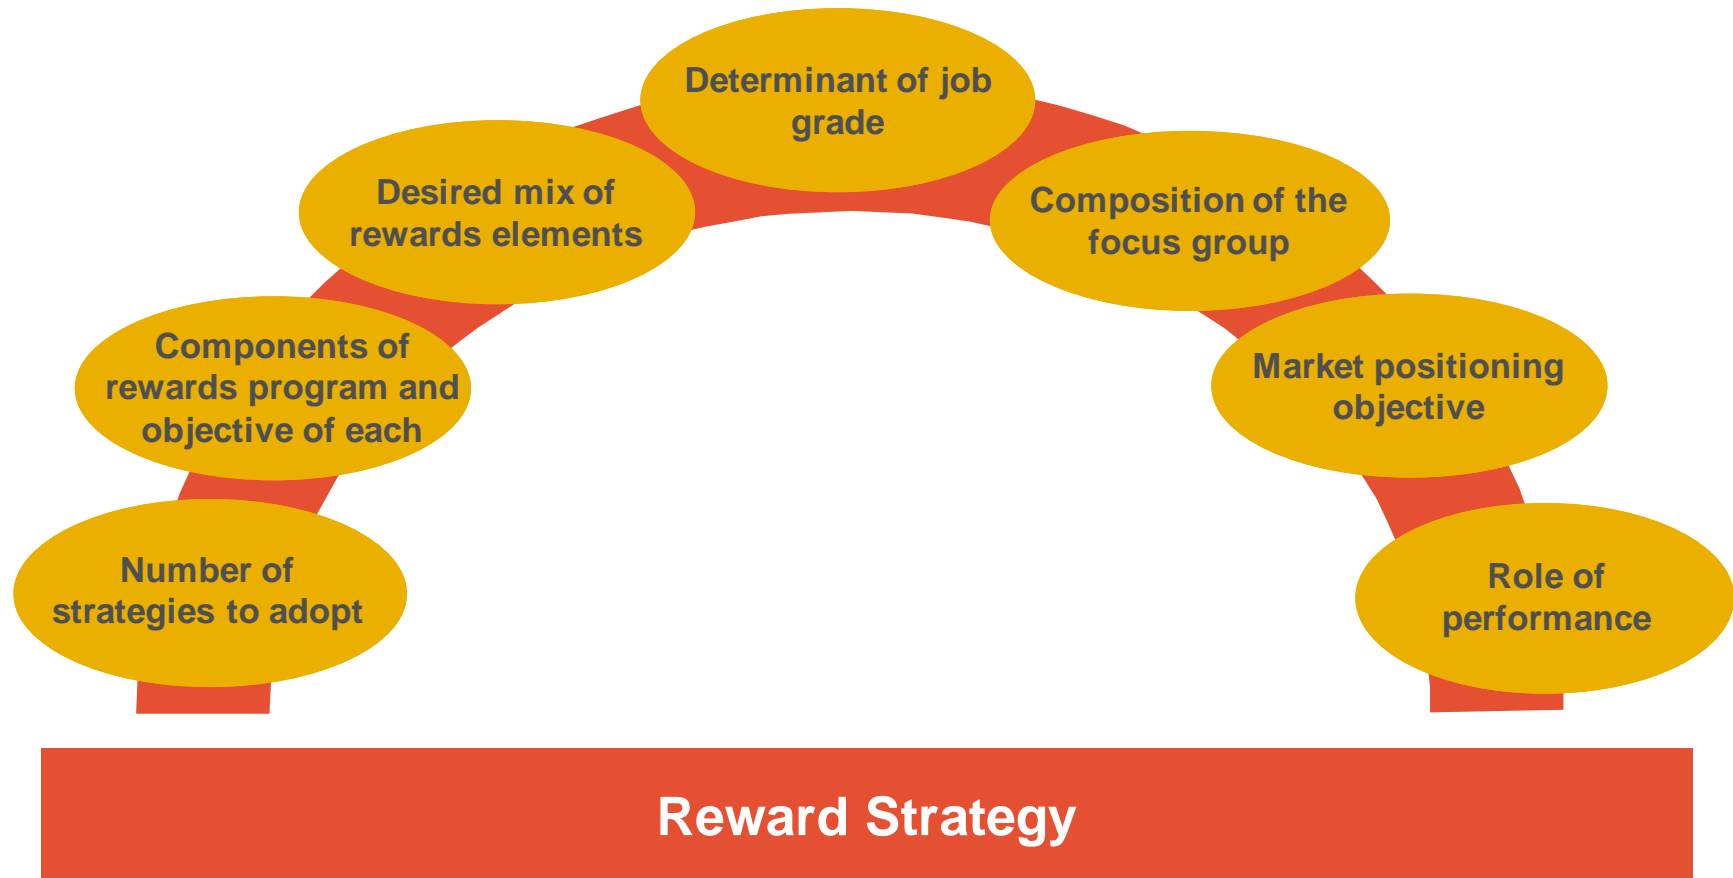 Determinant of job
grade
Desired mix of
rewards elements
Composition of the
focus group
Components of
rewards program and
objective of each
Market positioning
objective
Number of
strategies to adopt
Role of
performance
Reward Strategy